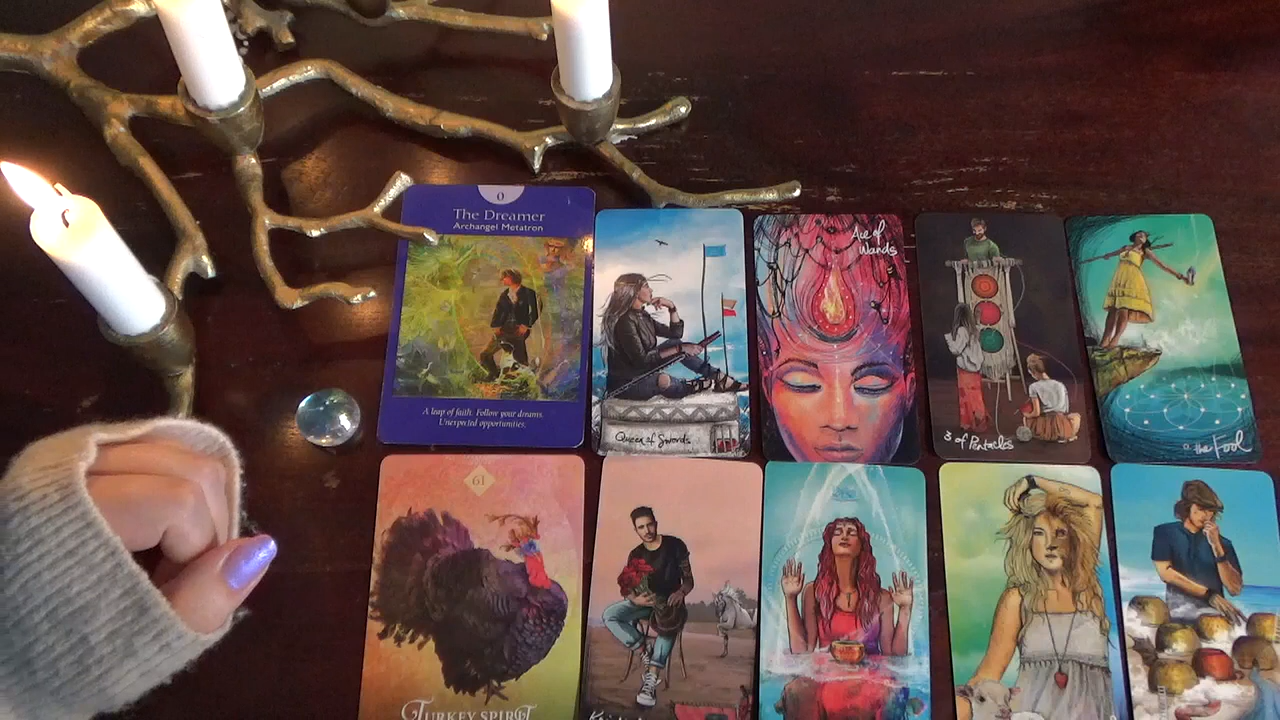 0
The Dreamer
Archangel Metatron
A leap of faith. Follow your dreams.
Unexpected opportunities.
Queen of Swords
Ace of
Wands
3 of Pentacles
0 the Fool
61
TURKEY SPIRIT